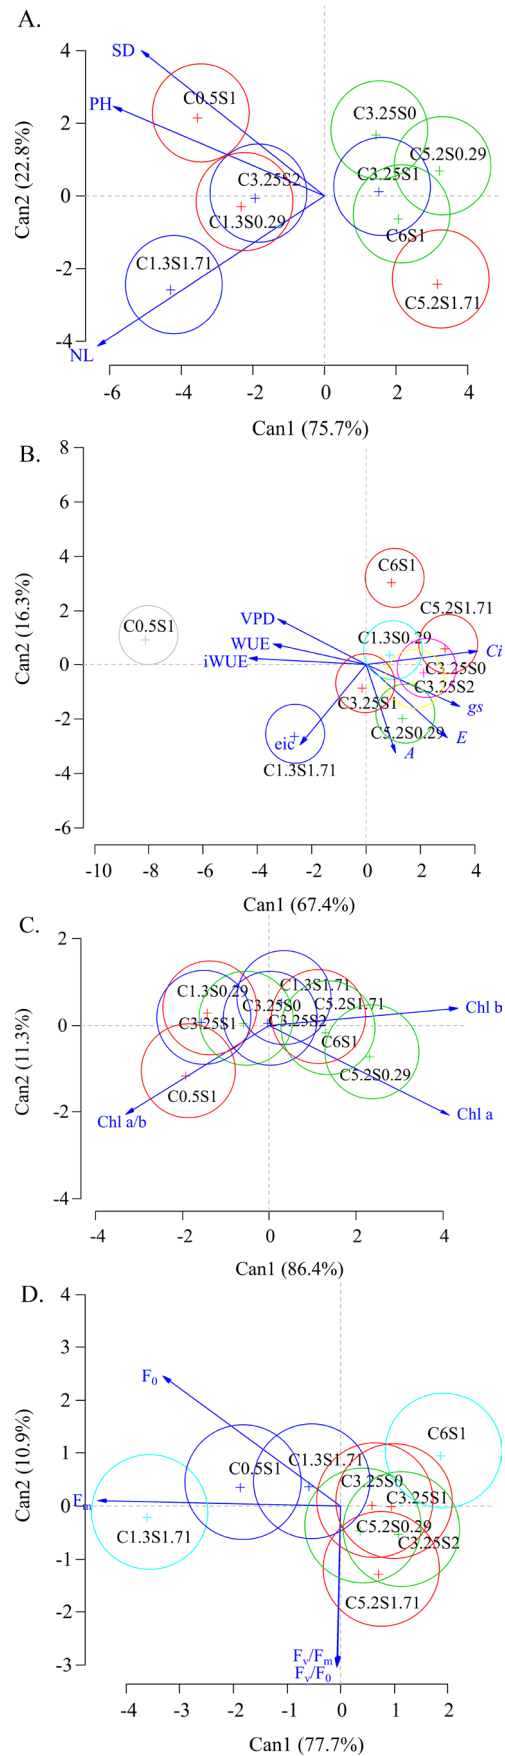 A.
SD
PH
C0.5S1
C3.25S0
C5.2S0.29
C3.25S2
C3.25S1
C1.3S0.29
C6S1
C1.3S1.71
C5.2S1.71
NL
4
2
0
-2
-4
Can2 (22.8%)
-6 -4 -2 0 2 4
Can1 (75.7%)
B.
8
6
4
2
0
-2
-4
-6
Can2 (16.3%)
C6S1
C5.2S1.71
VPD
C0.5S1
C1.3S0.29
WUE
iWUE
Ci
C3.25S0
C3.25S2
C3.25S1
gs
C5.2S0.29
E
eic
A
C1.3S1.71
-10 -8 -6 -4 -2 0 2 4
Can1 (67.4%)
C.
2
0
-2
-4
Can2 (11.3%)
C1.3S0.29
C1.3S1.71
C3.25S0
C5.2S1.71
Chl b
C3.25S1
C3.25S2
C6S1
C5.2S0.29
C0.5S1
Chl a/b
Chl a
-4 -2 0 2 4
Can1 (86.4%)
D.
4
3
2
1
0
-1
-2
-3
Can2 (10.9%)
F0
C6S1
C1.3S1.71
C0.5S1
C3.25S0
Fm
C3.25S1
C5.2S0.29
C1.3S1.71
C3.25S2
C5.2S1.71
Fv/Fm
Fv/F0
-4 -3 -2 -1 0 1 2
Can1 (77.7%)